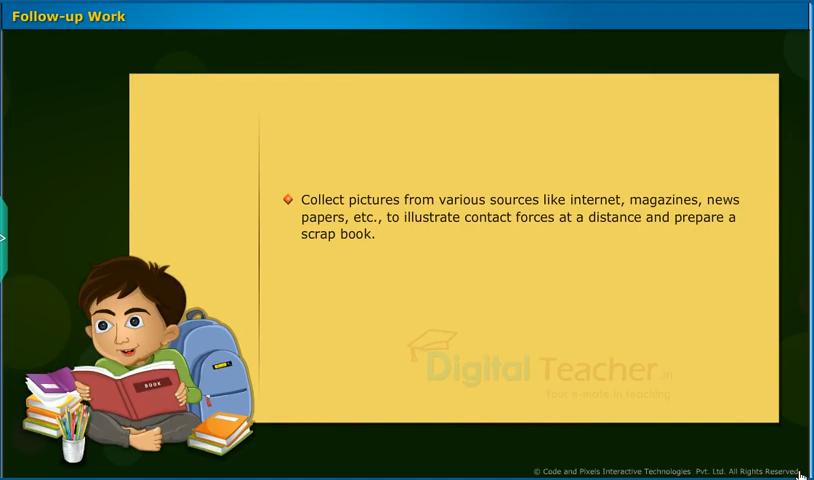 Follow-up Work
Collect pictures from various sources like internet, magazines, news
papers, etc., to illustrate contact forces at a distance and prepare a
scrap book.
BOOK
Digital Teacher.in
Your e-mate in teaching
© Code and Pixels Interactive Technologies Pvt. Ltd. All Rights Reserved